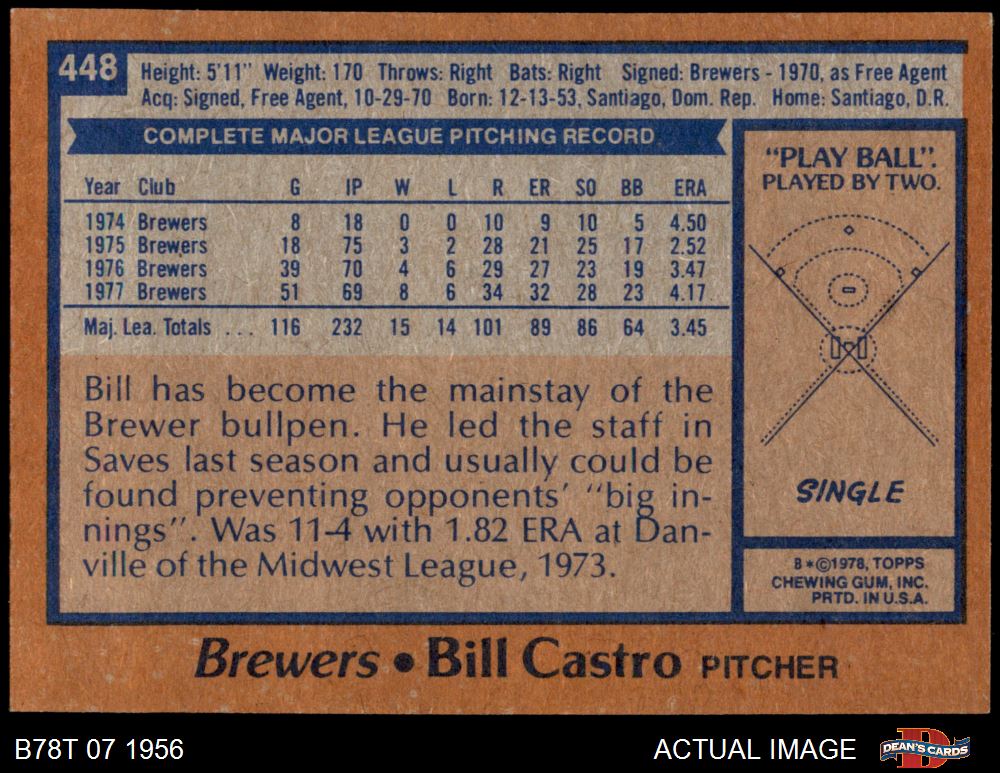 448
Height: 5'11" Weight: 170 Throws: Right Bats: Right Signed: Brewers - 1970, as Free Agent
Acq: Signed, Free Agent, 10-29-70 Born: 12-13-53, Santiago, Dom. Rep. Home: Santiago, D.R.
COMPLETE MAJOR LEAGUE PITCHING RECORD
Year Club G IP W L R ER SO BB ERA
1974 Brewers 8 18 0 0 10 9 10 5 4.50
1975 Brewers 18 75 3 2 28 21 25 17 2.52
1976 Brewers 39 70 4 6 29 27 23 19 3.47
1977 Brewers 51 69 8 6 34 32 28 23 4.17
Maj. Lea. Totals ... 116 232 15 14 101 89 86 64 3.45
Bill has become the mainstay of the
Brewer bullpen. He led the staff in
Saves last season and usually could be
found preventing opponents' "big in-
nings". Was 11-4 with 1.82 ERA at Dan-
ville of the Midwest League, 1973.
"PLAY BALL".
PLAYED BY TWO.
SINGLE
B*©1978, TOPPS
CHEWING GUM, INC.
PRTD. IN U.S.A.
Brewers • Bill Castro PITCHER
B78T 07 1956
ACTUAL IMAGE
DEAN'S CARDS